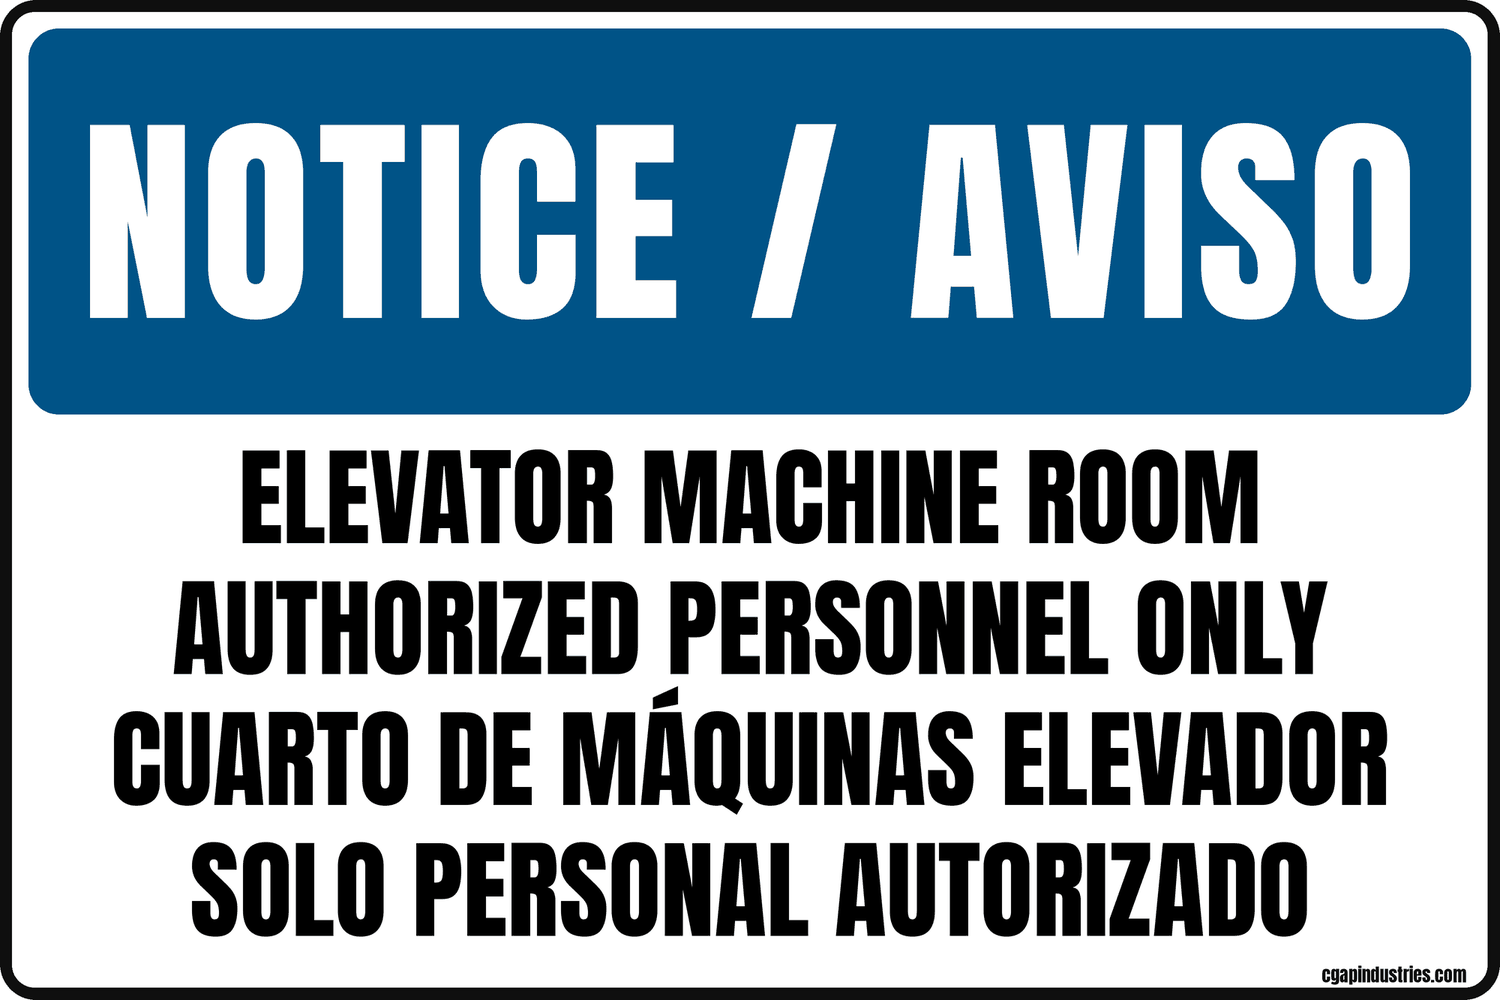 NOTICE / AVISO
ELEVATOR MACHINE ROOM
AUTHORIZED PERSONNEL ONLY
CUARTO DE MÁQUINAS ELEVADOR
SOLO PERSONAL AUTORIZADO
cgapindustries.com